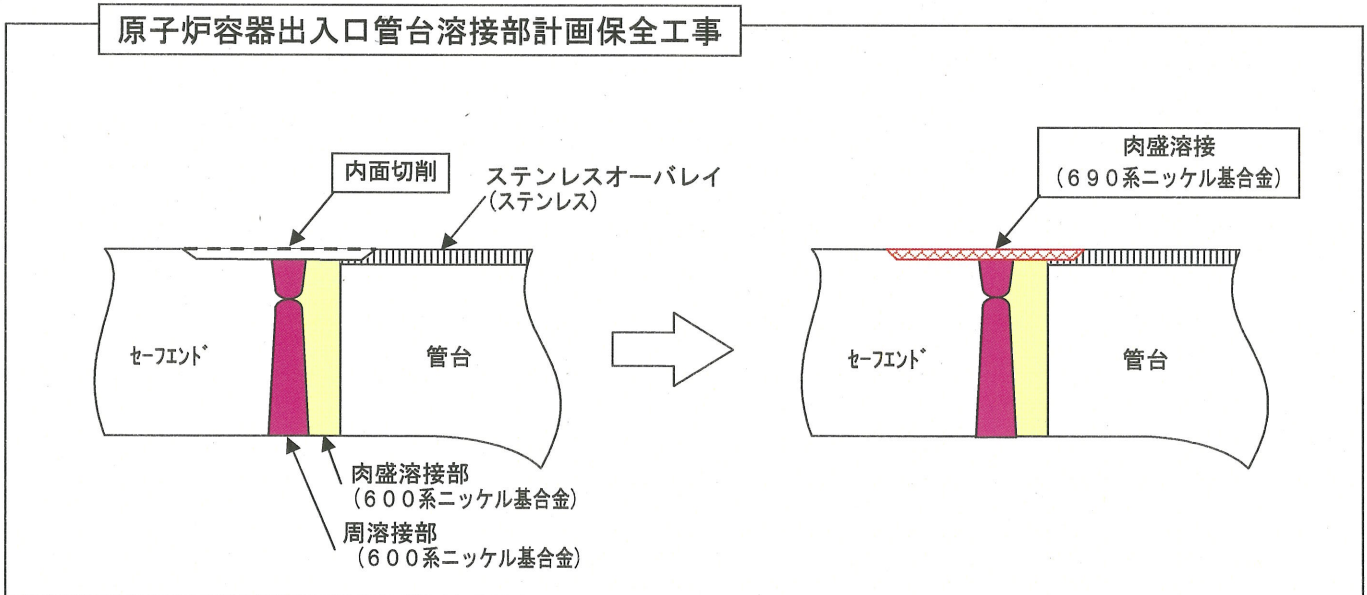 原子炉容器出入口管台溶接部計画保全工事
内面切削
ステンレスオーバレイ
(ステンレス)
セーフエンド
管台
肉盛溶接部
(600系ニッケル基合金)
周溶接部
(600系ニッケル基合金)
肉盛溶接
(690系ニッケル基合金)
セーフエンド
管台